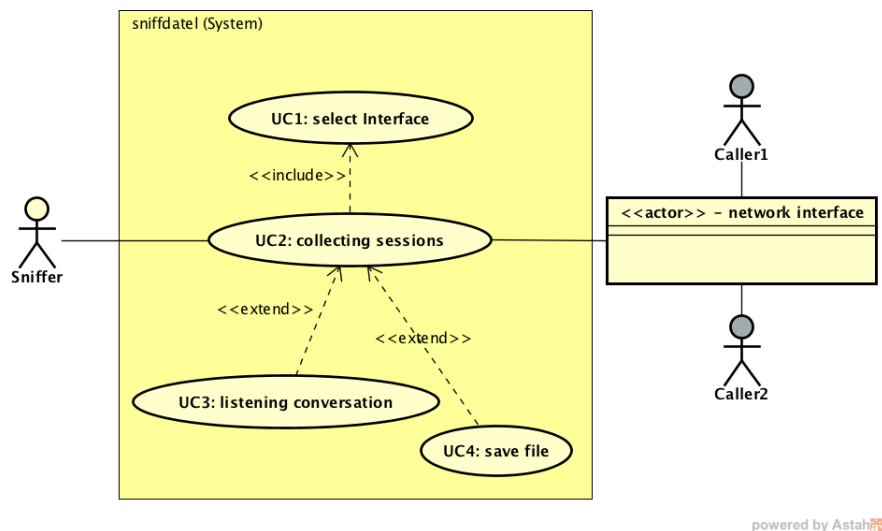 sniffdatel (System)
UC1: select Interface
<<include>>
Caller1
<<actor>> - network interface
UC2: collecting sessions
Sniffer
<<extend>>
<<extend>>
UC3: listening conversation
Caller2
UC4: save file
powered by Astah